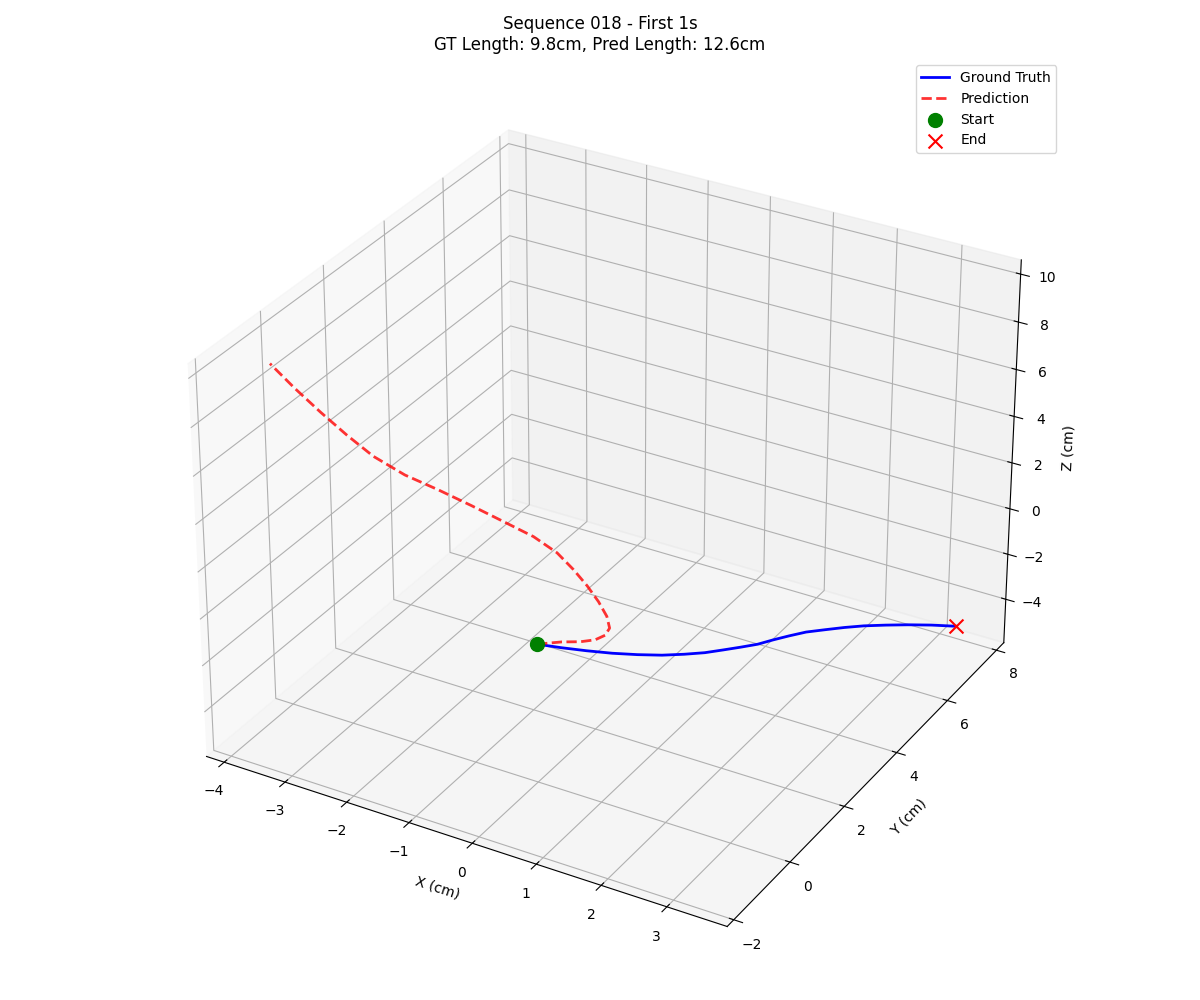 Sequence 018 - First 1s
GT Length: 9.8cm, Pred Length: 12.6cm
Ground Truth
Prediction
Start
End
10
8
6
4
2
0
−2
−4
Z (cm)
8
6
4
2
0
−2
Y (cm)
−4
−3
−2
−1
0
1
2
3
X (cm)